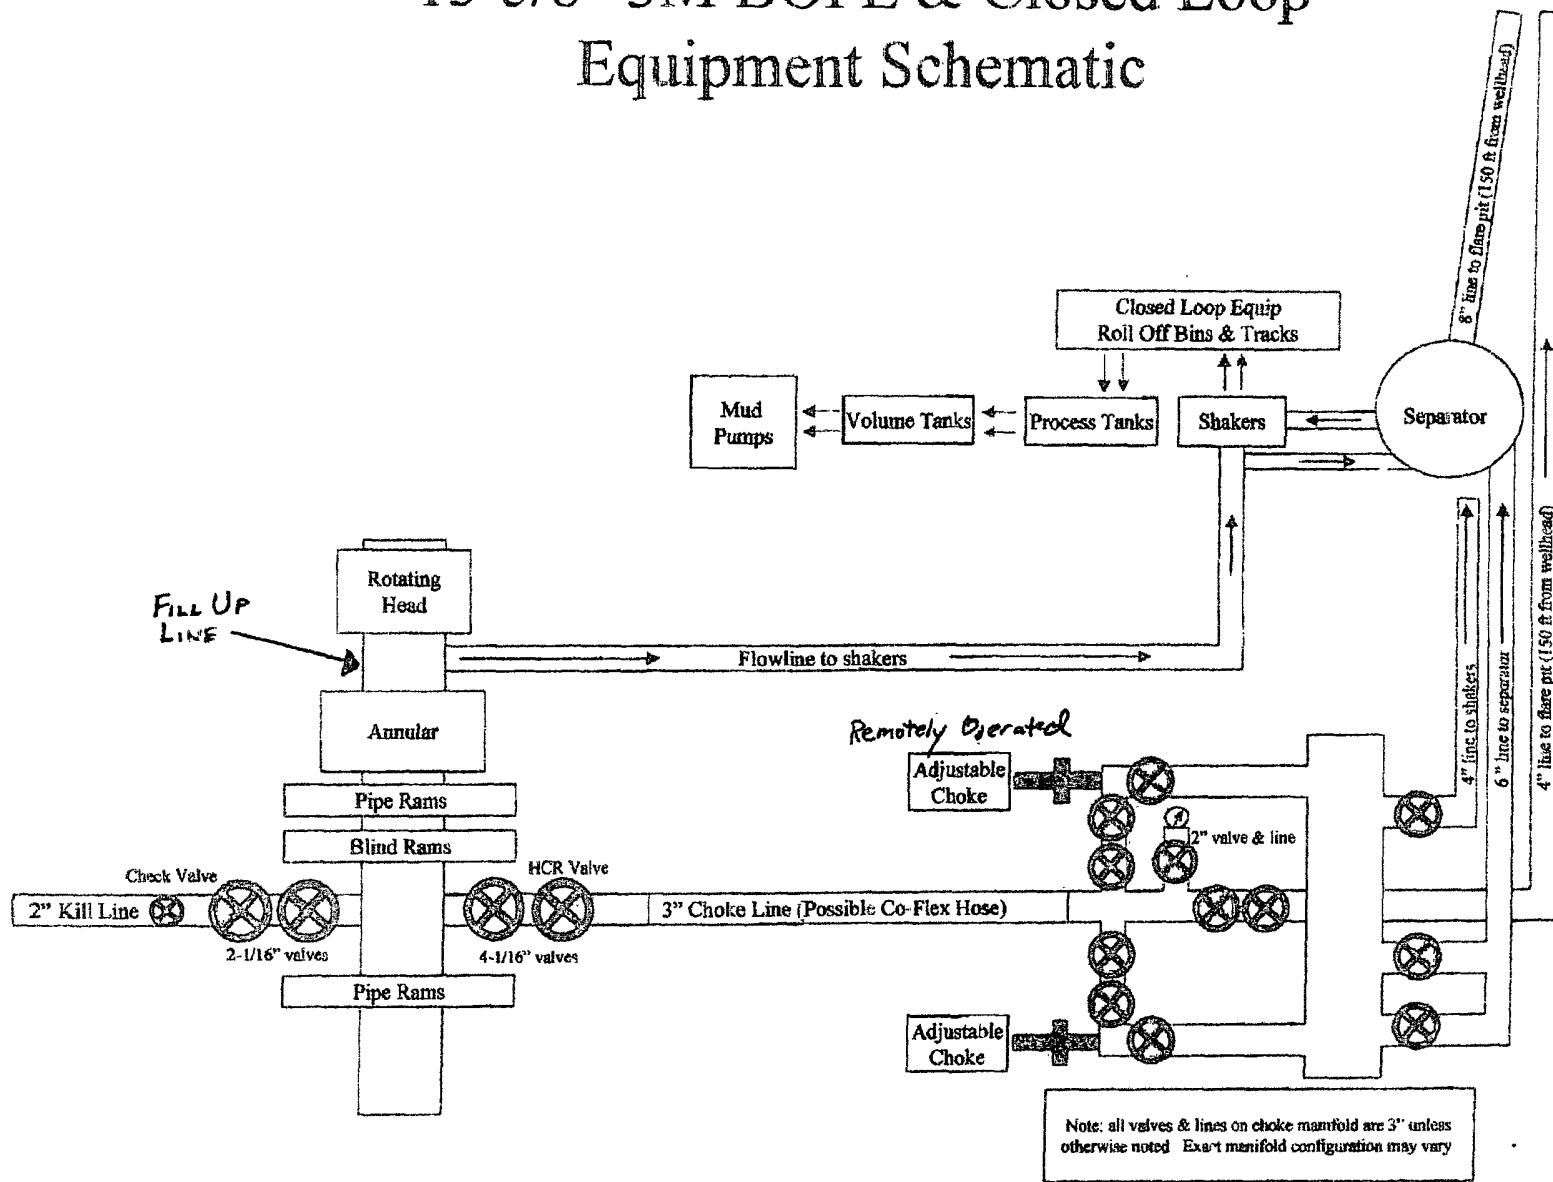 3M BOPE & Closed Loop
Equipment Schematic
8" line to flare pit (150 ft from wellhead)
4" line to flare pit (150 ft from wellhead)
Closed Loop Equip
Roll Off Bins & Tracks
Mud
Pumps
Volume Tanks
Process Tanks
Shakers
Separator
Rotating
Head
FILL UP
LINE
Flowline to shakers
4" line to shakers
6" line to separator
Annular
Remotely Operated
Adjustable
Choke
Pipe Rams
Blind Rams
2" valve & line
Check Valve
HCR Valve
2" Kill Line
3" Choke Line (Possible Co-Flex Hose)
2-1/16" valves
4-1/16" valves
Pipe Rams
Adjustable
Choke
Note: all valves & lines on choke manifold are 3" unless
otherwise noted Exact manifold configuration may vary